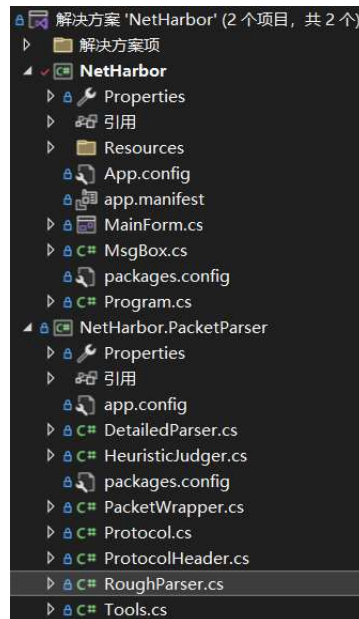 解决方案 'NetHarbor' (2 个项目，共 2 个)
解决方案项
C# NetHarbor
Properties
引用
Resources
App.config
app.manifest
MainForm.cs
C# MsgBox.cs
packages.config
C# Program.cs
C# NetHarbor.PacketParser
Properties
引用
app.config
C# DetailedParser.cs
C# HeuristicJudger.cs
packages.config
C# PacketWrapper.cs
C# Protocol.cs
C# ProtocolHeader.cs
C# RoughParser.cs
C# Tools.cs